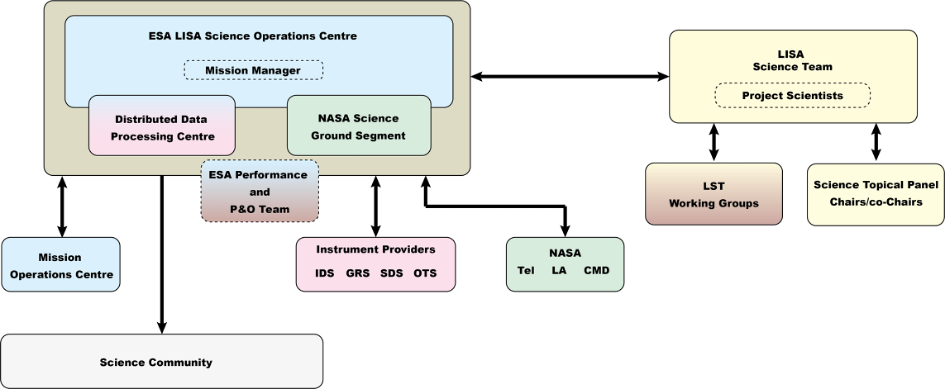 ESA LISA Science Operations Centre
Mission Manager
Distributed Data
Processing Centre
NASA Science
Ground Segment
ESA Performance
and
P&O Team
LISA
Science Team
Project Scientists
LST
Working Groups
Science Topical Panel
Chairs/co-Chairs
Mission
Operations Centre
Instrument Providers
IDS GRS SDS OTS
NASA
Tel LA CMD
Science Community